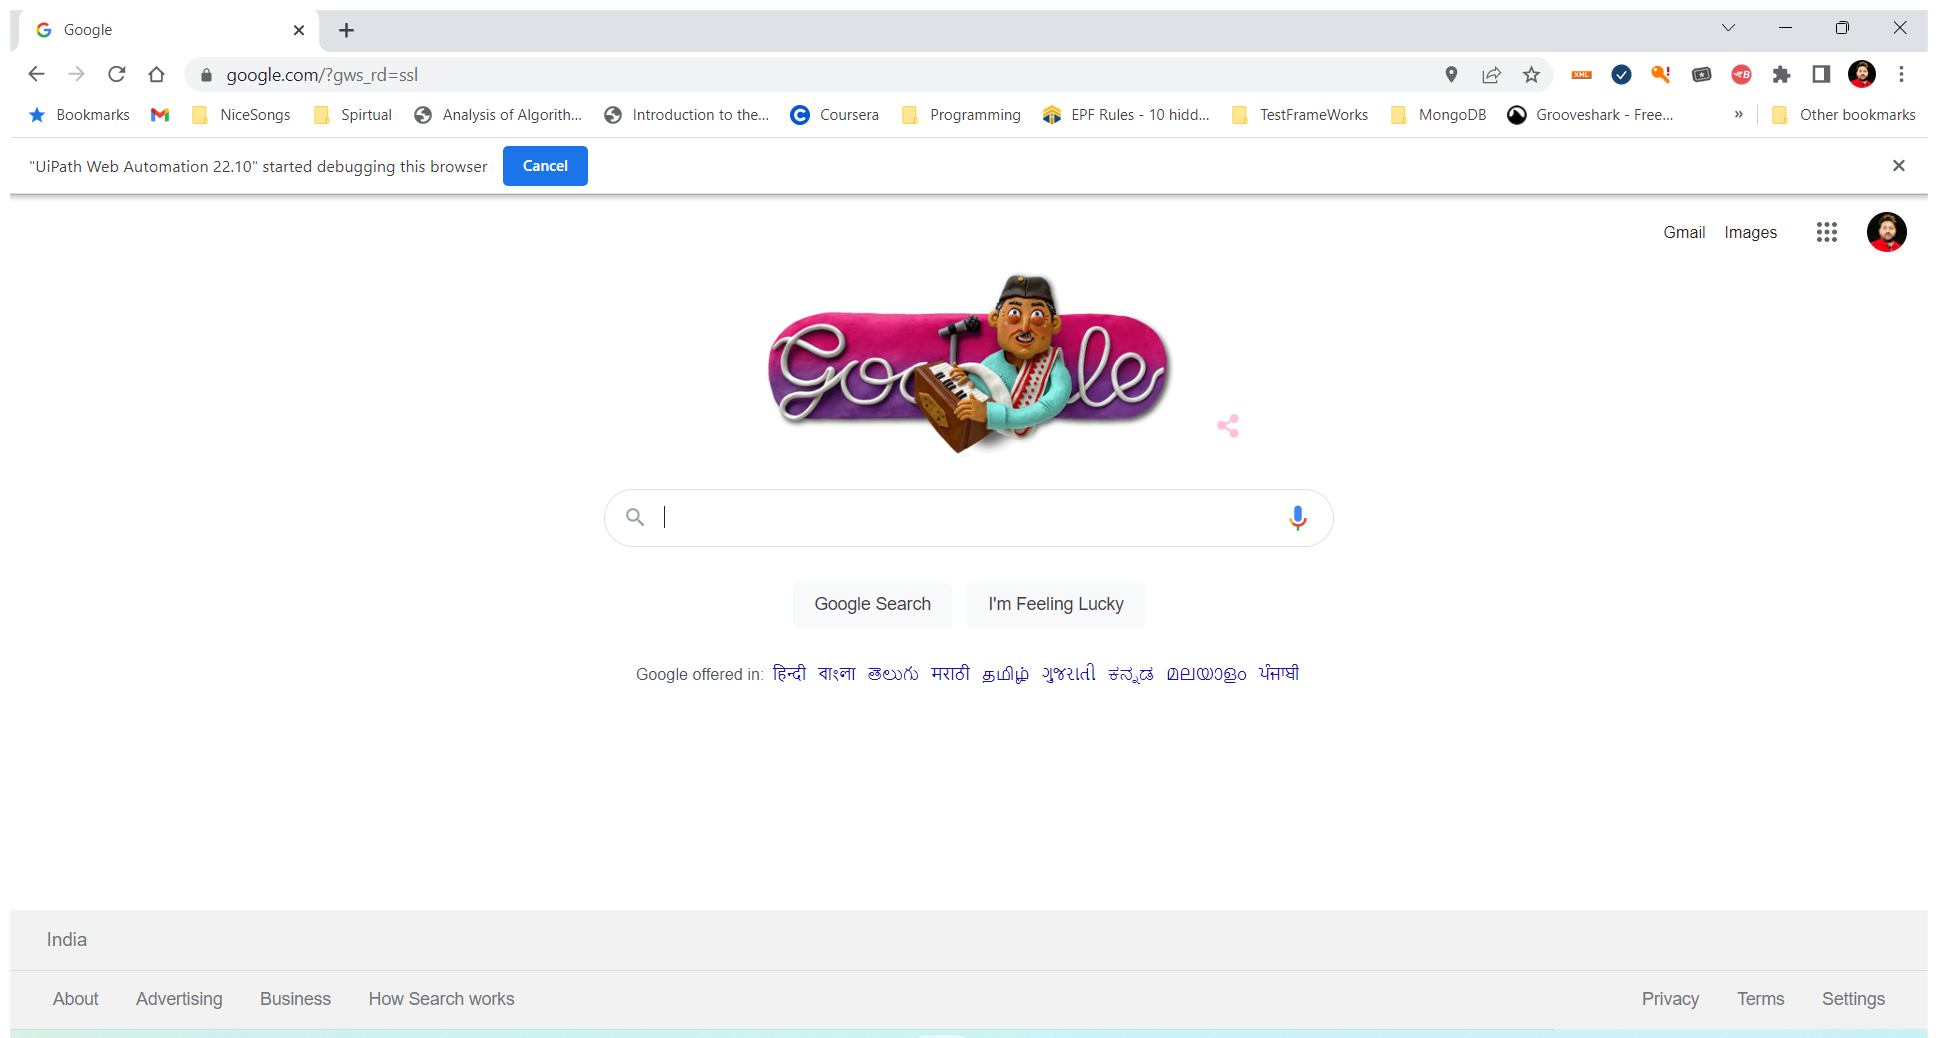 Google
google.com/?gws_rd=ssl
XML
Bookmarks NiceSongs Spirtual Analysis of Algorith... Introduction to the... Coursera Programming EPF Rules - 10 hidd... TestFrameWorks MongoDB Grooveshark - Free... » Other bookmarks
"UiPath Web Automation 22.10" started debugging this browser Cancel
Gmail Images
Google
Google Search I'm Feeling Lucky
Google offered in: हिन्दी বাংলা తెలుగు मराठी தமிழ் ગુજરાતી ಕನ್ನಡ മലയാളം ਪੰਜਾਬੀ
India
About Advertising Business How Search works Privacy Terms Settings